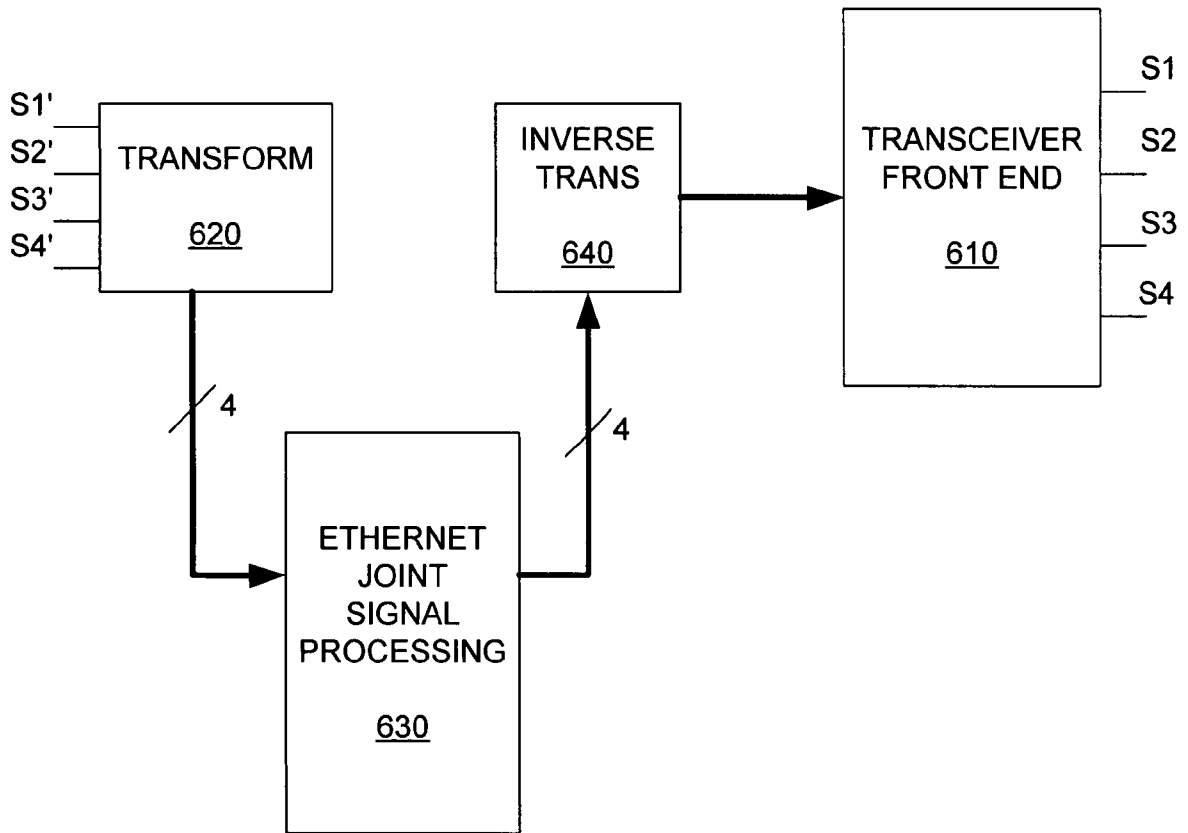 S1'
S2'
S3'
S4'
TRANSFORM
620
4
ETHERNET
JOINT
SIGNAL
PROCESSING
630
4
INVERSE
TRANS
640
TRANSCEIVER
FRONT END
610
S1
S2
S3
S4